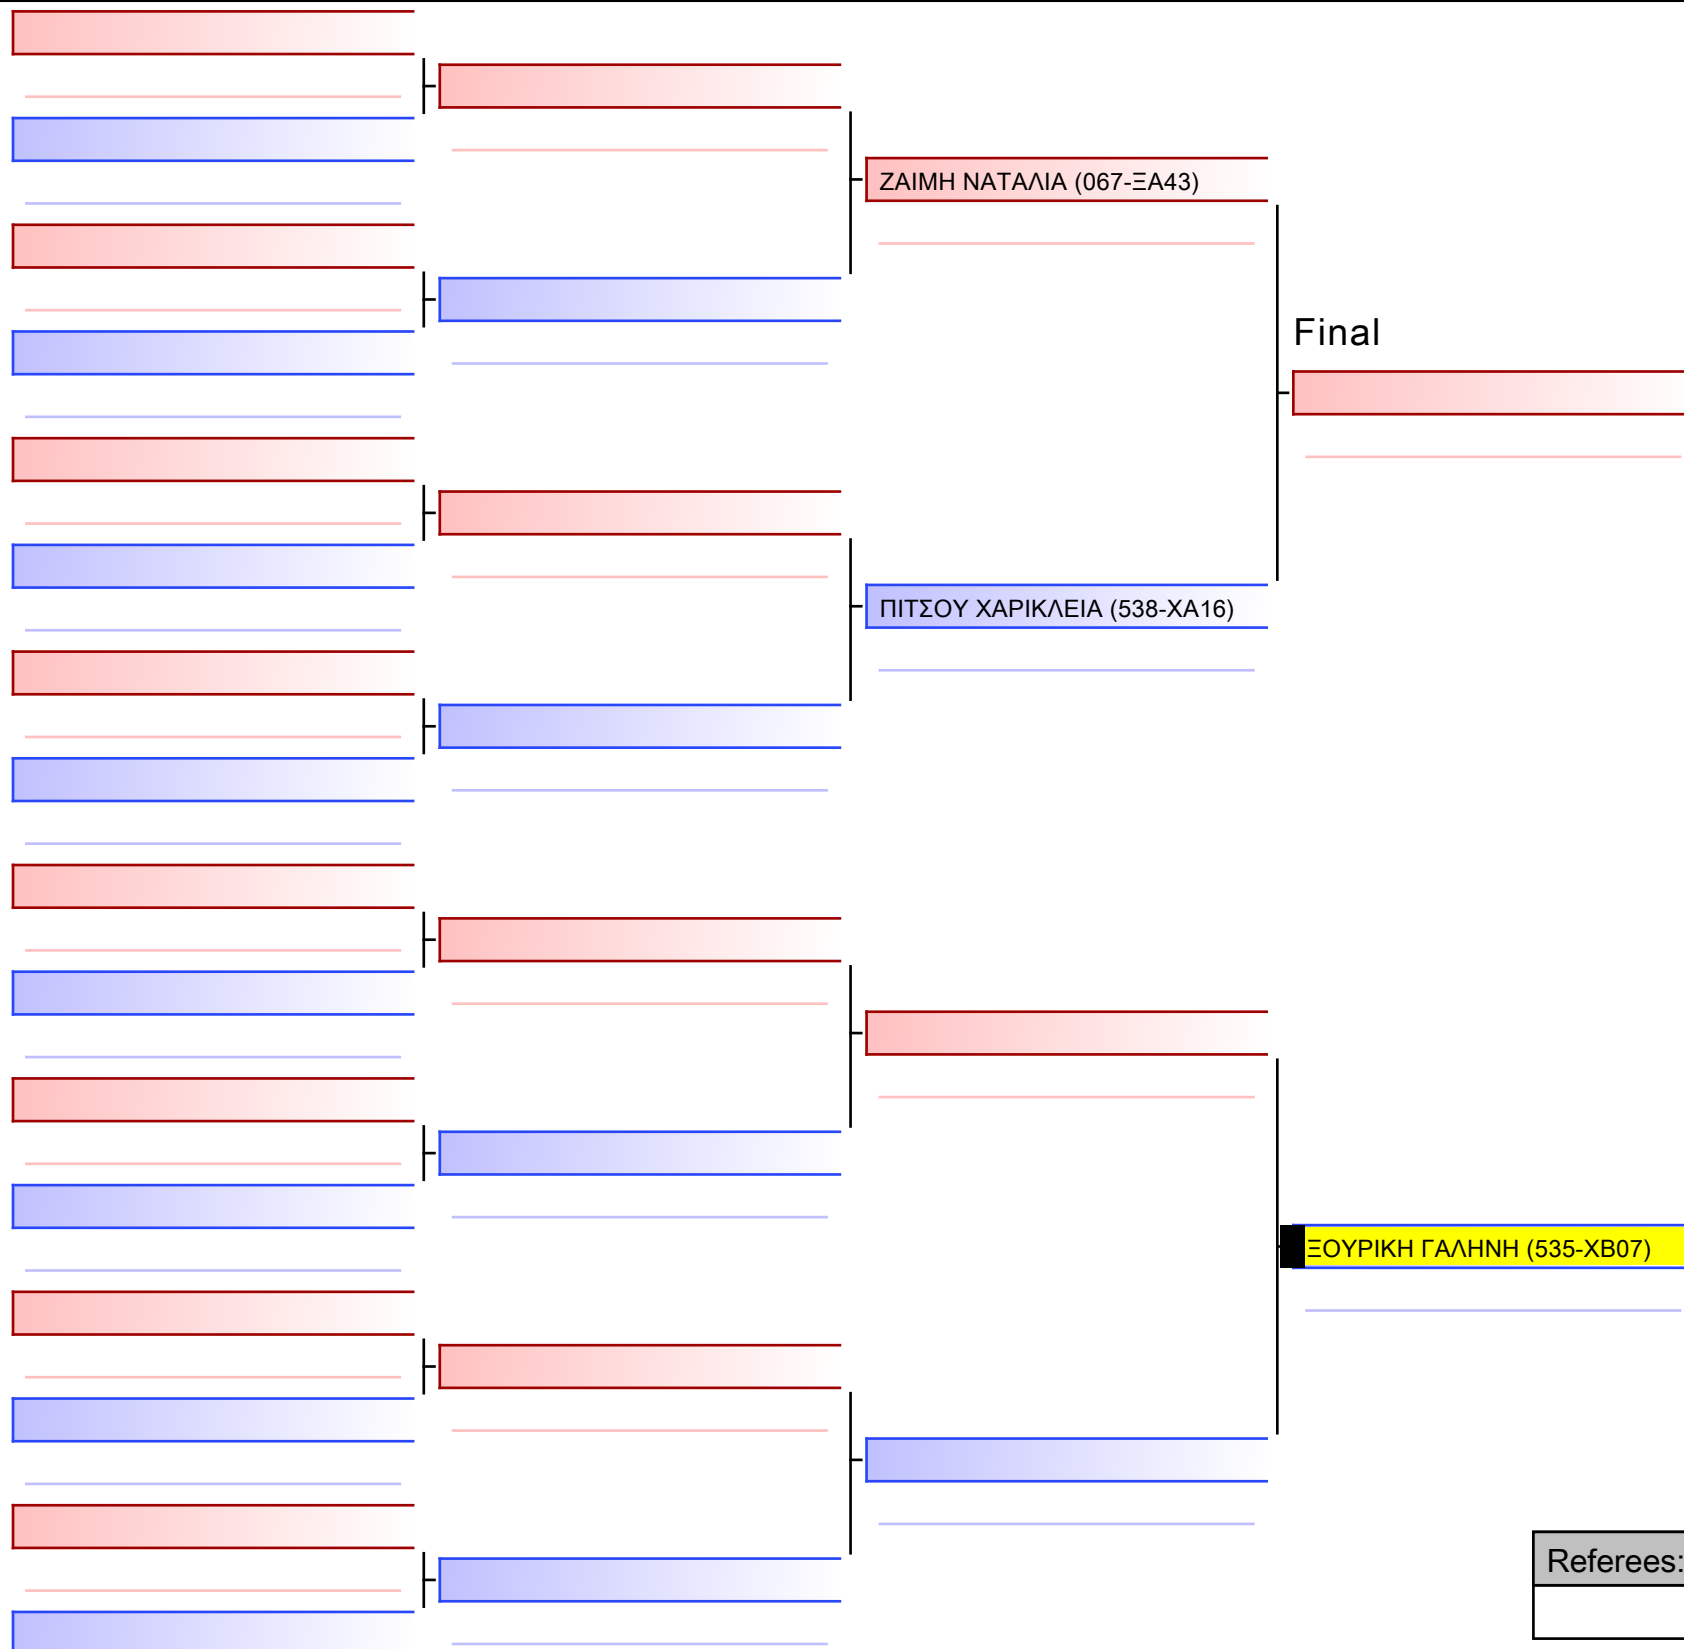 ΖΑΙΜΗ ΝΑΤΑΛΙΑ (067-ΞΑ43)
Final
ΠΙΤΣΟΥ ΧΑΡΙΚΛΕΙΑ (538-ΧΑ16)
ΞΟΥΡΙΚΗ ΓΑΛΗΝΗ (535-ΧΒ07)
Referees: